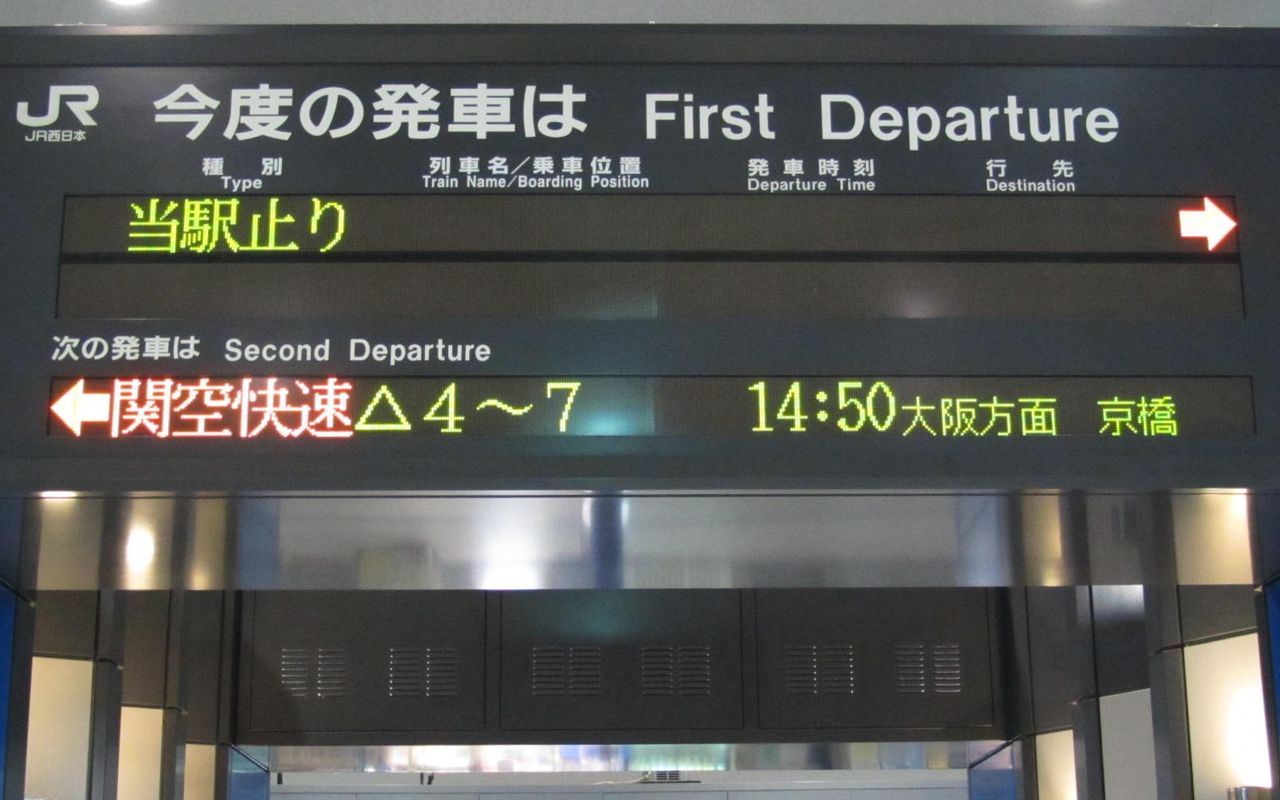 JR 今度の発車は First Departure
JR西日本
種別 列車名／乗車位置 発車時刻 行先
Type Train Name/Boarding Position Departure Time Destination
当駅止り →
次の発車は Second Departure
← 関空快速 △4〜7 14:50 大阪方面 京橋